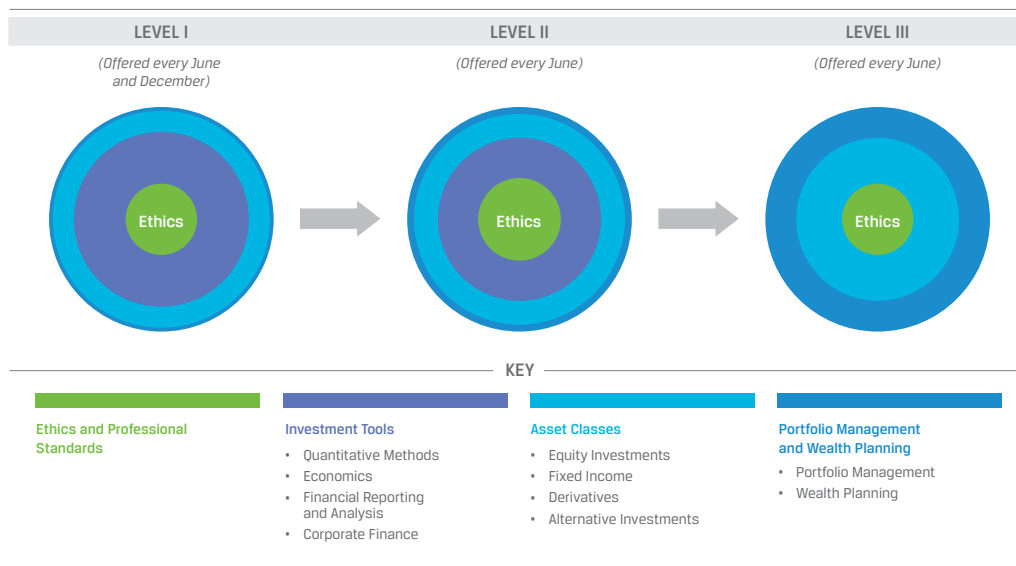 LEVEL I
LEVEL II
LEVEL III
(Offered every June
and December)
(Offered every June)
(Offered every June)
Ethics
Ethics
Ethics
KEY
Ethics and Professional
Standards
Investment Tools
• Quantitative Methods
• Economics
• Financial Reporting
and Analysis
• Corporate Finance
Asset Classes
• Equity Investments
• Fixed Income
• Derivatives
• Alternative Investments
Portfolio Management
and Wealth Planning
• Portfolio Management
• Wealth Planning